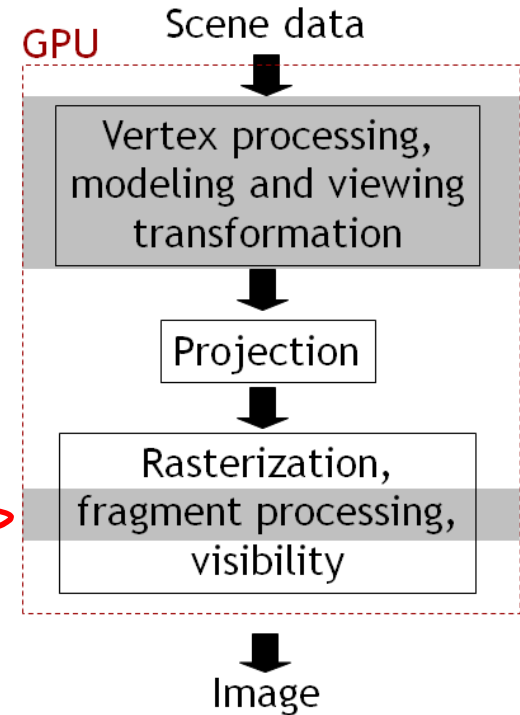 Scene data
GPU
Vertex processing,
modeling and viewing
transformation
Projection
Rasterization,
fragment processing,
visibility
Image